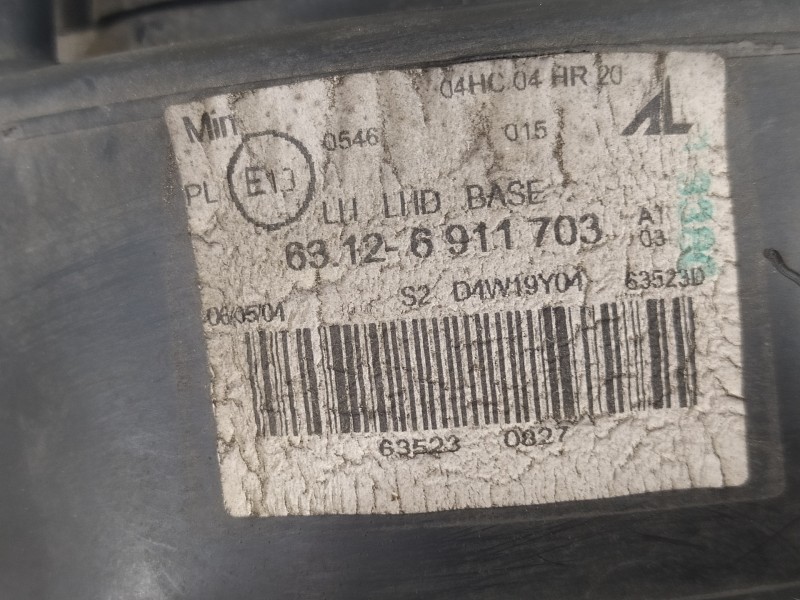 04HC 04 HR 20
Min
0546 015 AL
PL E13
LH LHD BASE
63.12-6 911 703 A1
03
S2 D4W19Y04 63523D
06/05/04
63523 0827